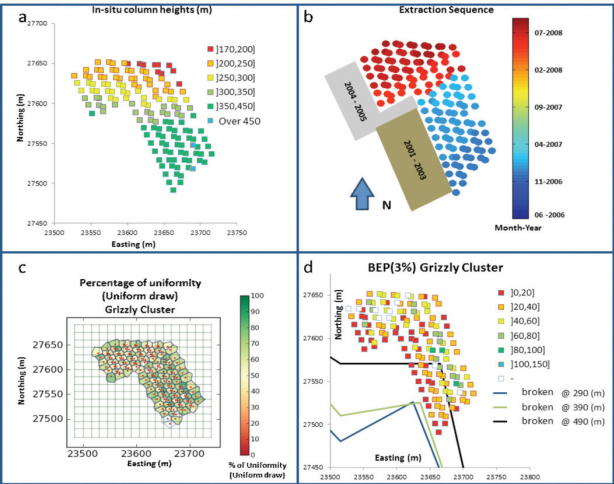 a
In-situ column heights (m)
27700
27650
27600
27550
27500
27450
Northing (m)
[170,200]
[200,250]
[250,300]
[300,350]
[350,450]
Over 450
23500
23550
23600
23650
23700
23750
Easting (m)
b
Extraction Sequence
2004 - 2005
2001 - 2003
N
07-2008
02-2008
09-2007
04-2007
11-2006
06 -2006
Month-Year
c
Percentage of uniformity
(Uniform draw)
Grizzly Cluster
27650
27600
27550
27500
Northing (m)
23500
23600
23700
Easting (m)
100
90
80
70
60
50
40
30
20
10
0
% of Uniformity
(Uniform draw)
d
BEP(3%) Grizzly Cluster
27650
27600
27550
27500
27450
Northing (m)
]0,20]
]20,40]
]40,60]
]60,80]
]80,100]
]100,150]
-
broken @ 290 (m)
broken @ 390 (m)
broken @ 490 (m)
Easting (m)
23500
23550
23600
23650
23700
23750
23800